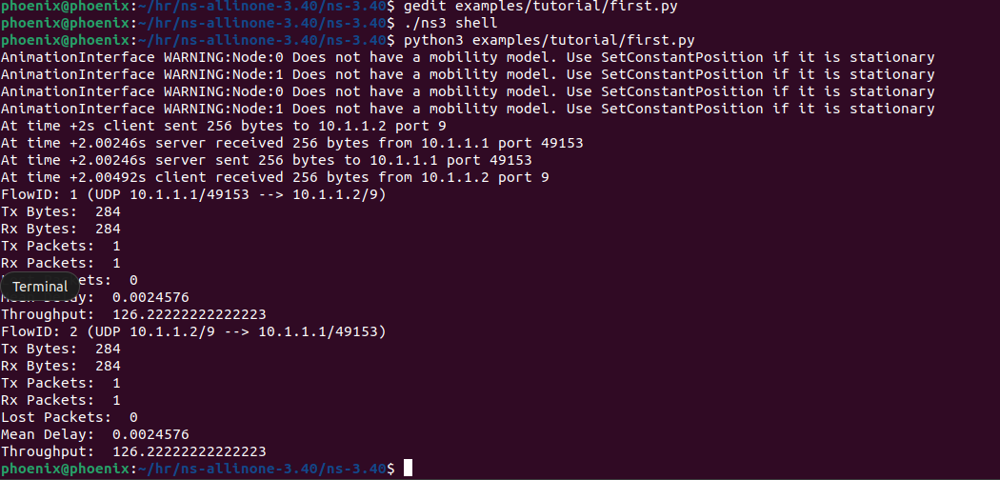 phoenix@phoenix:~/hr/ns-allinone-3.40/ns-3.40$ gedit examples/tutorial/first.py
phoenix@phoenix:~/hr/ns-allinone-3.40/ns-3.40$ ./ns3 shell
phoenix@phoenix:~/hr/ns-allinone-3.40/ns-3.40$ python3 examples/tutorial/first.py
AnimationInterface WARNING:Node:0 Does not have a mobility model. Use SetConstantPosition if it is stationary
AnimationInterface WARNING:Node:1 Does not have a mobility model. Use SetConstantPosition if it is stationary
AnimationInterface WARNING:Node:0 Does not have a mobility model. Use SetConstantPosition if it is stationary
AnimationInterface WARNING:Node:1 Does not have a mobility model. Use SetConstantPosition if it is stationary
At time +2s client sent 256 bytes to 10.1.1.2 port 9
At time +2.00246s server received 256 bytes from 10.1.1.1 port 49153
At time +2.00246s server sent 256 bytes to 10.1.1.1 port 49153
At time +2.00492s client received 256 bytes from 10.1.1.2 port 9
FlowID: 1 (UDP 10.1.1.1/49153 --> 10.1.1.2/9)
Tx Bytes:  284
Rx Bytes:  284
Tx Packets:  1
Rx Packets:  1
ets:  0
Terminal
Mean Delay:  0.0024576
Throughput:  126.22222222222223
FlowID: 2 (UDP 10.1.1.2/9 --> 10.1.1.1/49153)
Tx Bytes:  284
Rx Bytes:  284
Tx Packets:  1
Rx Packets:  1
Lost Packets:  0
Mean Delay:  0.0024576
Throughput:  126.22222222222223
phoenix@phoenix:~/hr/ns-allinone-3.40/ns-3.40$